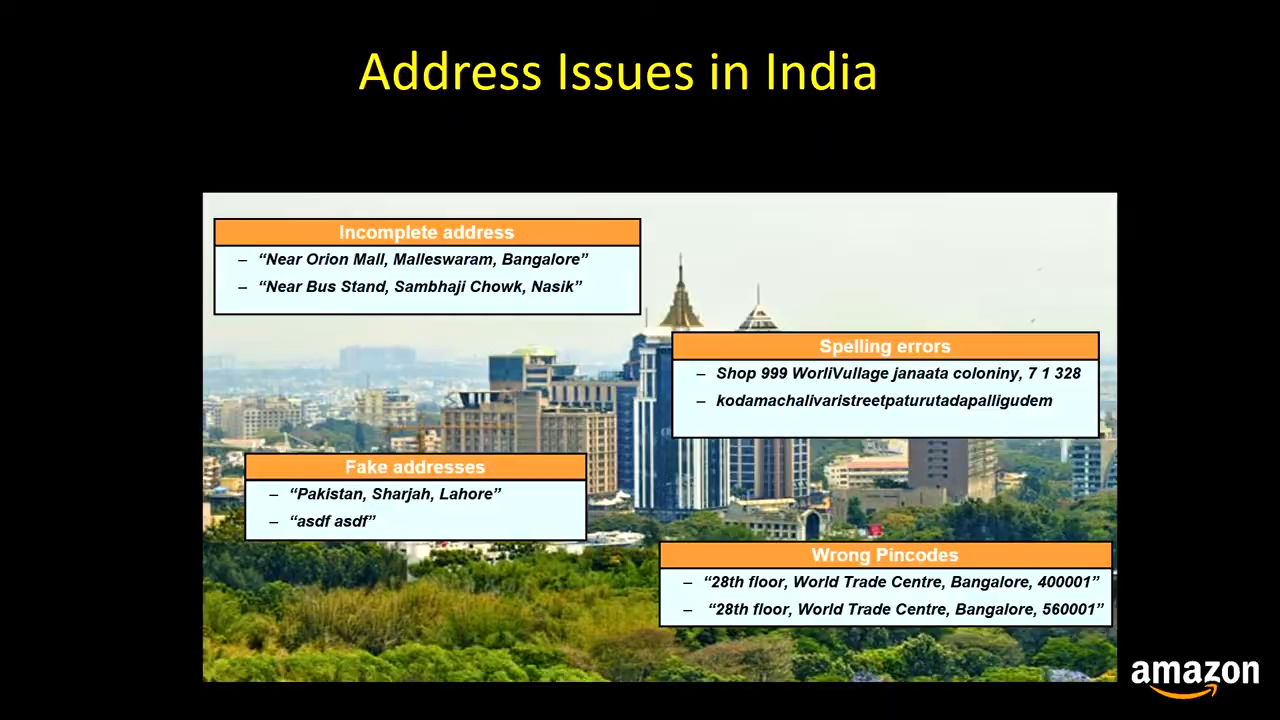 Address Issues in India
Incomplete address
– “Near Orion Mall, Malleswaram, Bangalore”
– “Near Bus Stand, Sambhaji Chowk, Nasik”
Spelling errors
– Shop 999 WorliVullage janaata coloniny, 7 1 328
– kodamachalivaristreetpaturutadapalligudem
Fake addresses
– “Pakistan, Sharjah, Lahore”
– “asdf asdf”
Wrong Pincodes
– “28th floor, World Trade Centre, Bangalore, 400001”
– “28th floor, World Trade Centre, Bangalore, 560001”
amazon